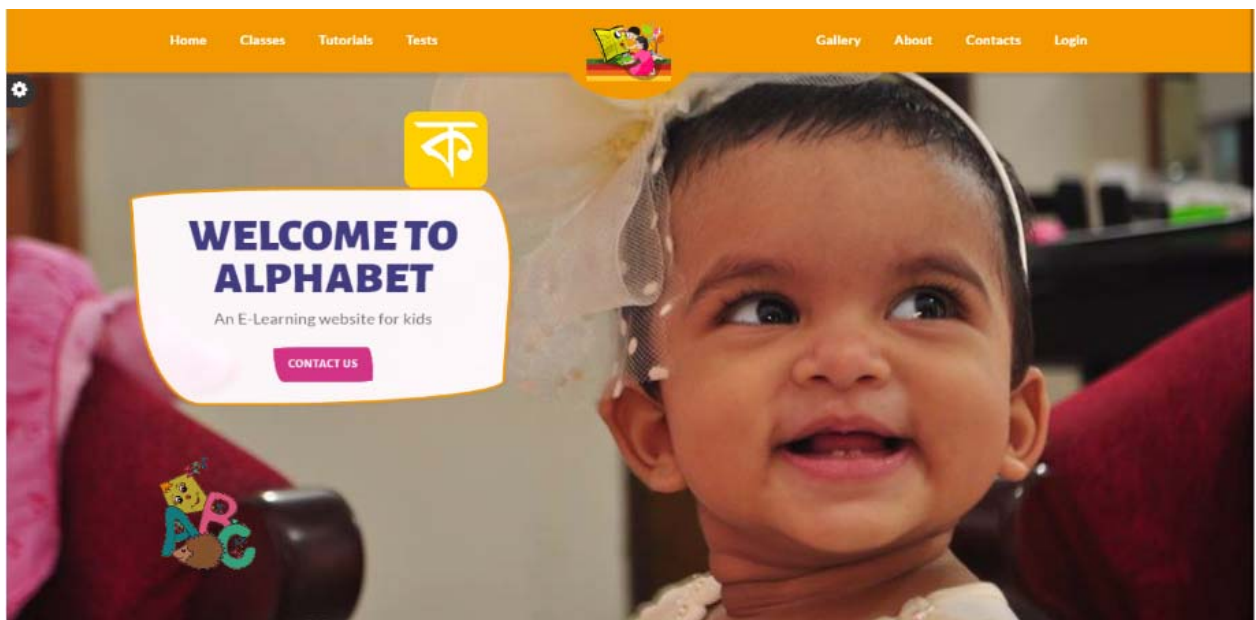 Home Classes Tutorials Tests Gallery About Contacts Login
ক
WELCOME TO
ALPHABET
An E-Learning website for kids
CONTACT US
ABC